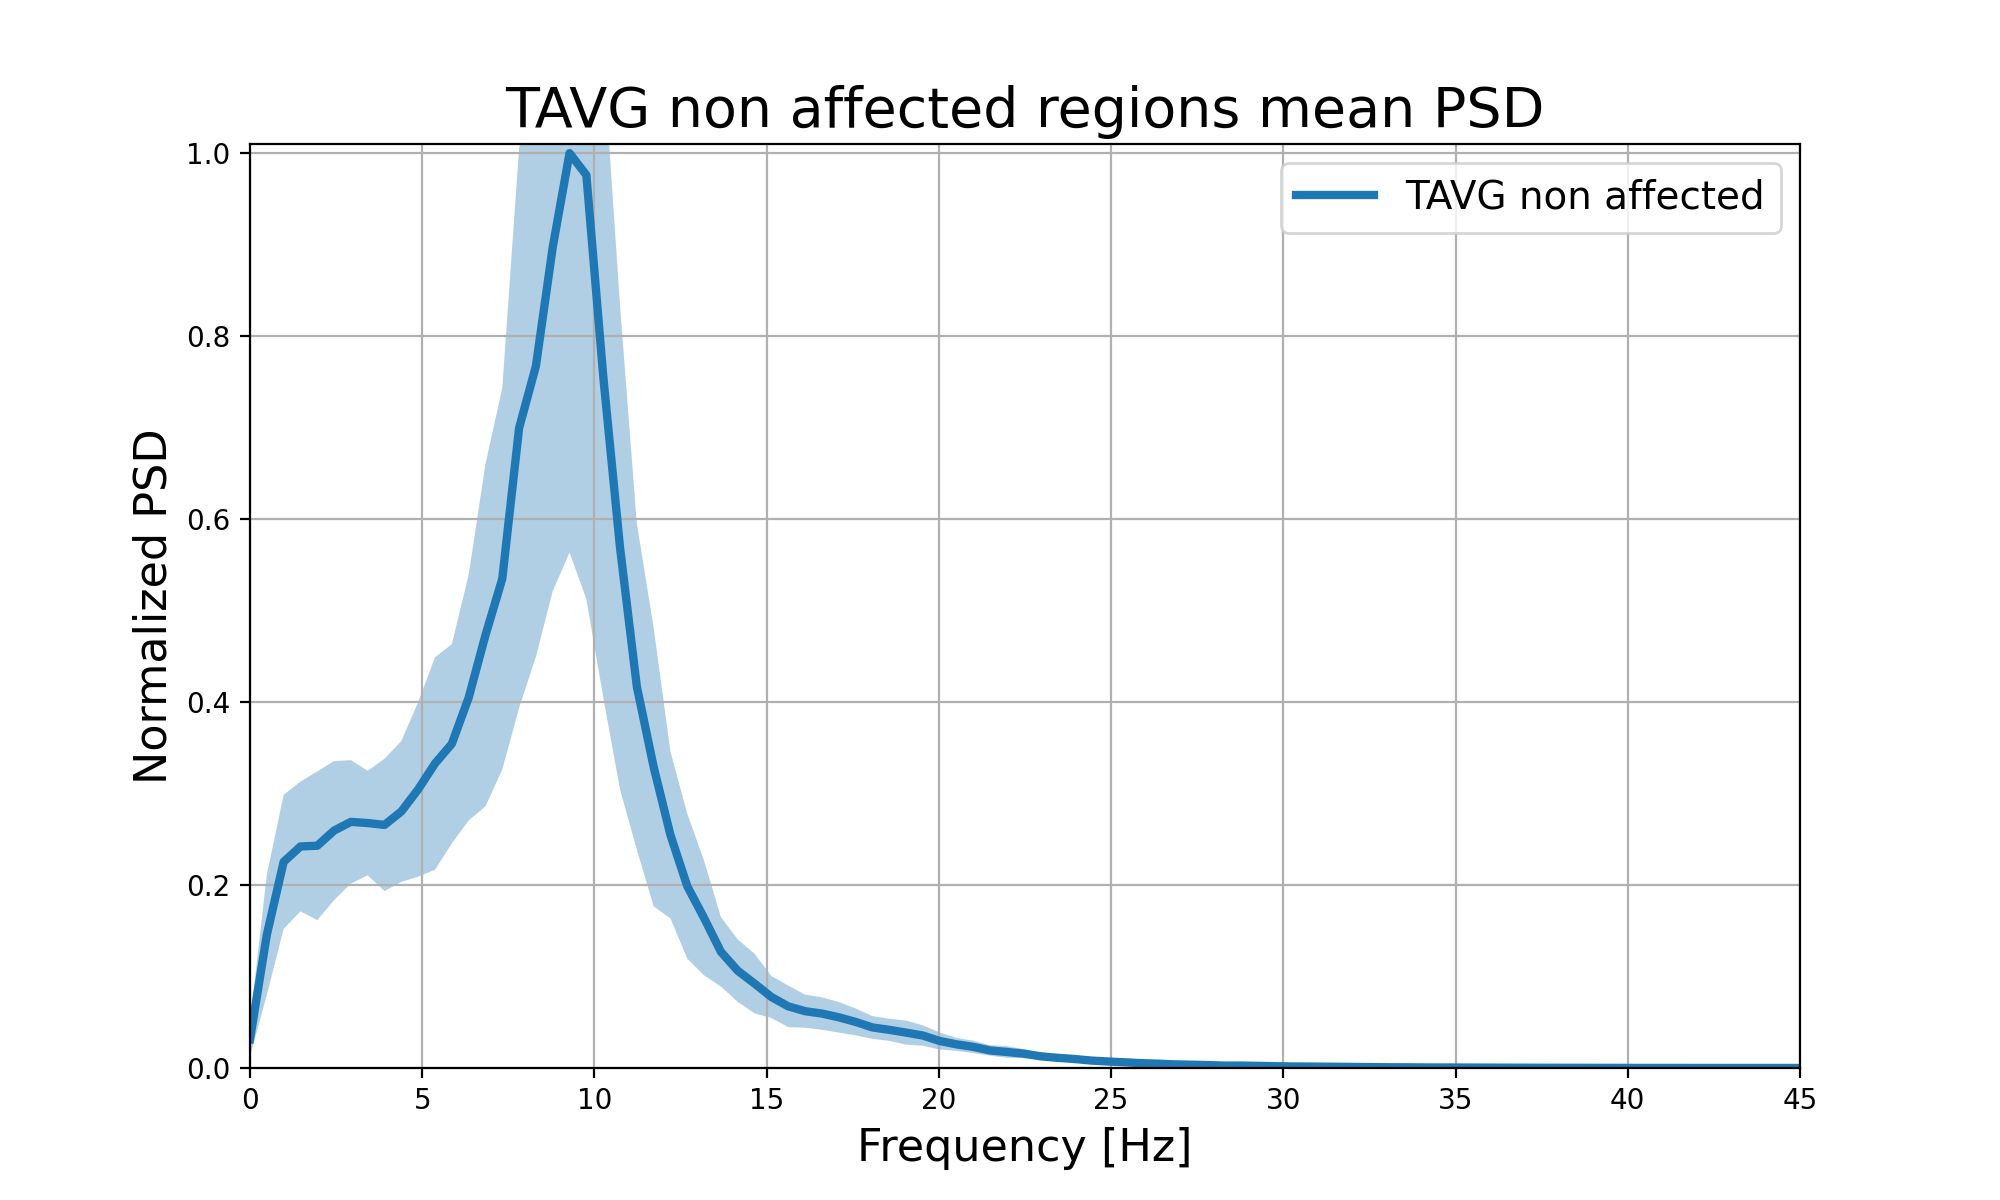 TAVG non affected regions mean PSD
TAVG non affected
Normalized PSD
1.0
0.8
0.6
0.4
0.2
0.0
0 5 10 15 20 25 30 35 40 45
Frequency [Hz]